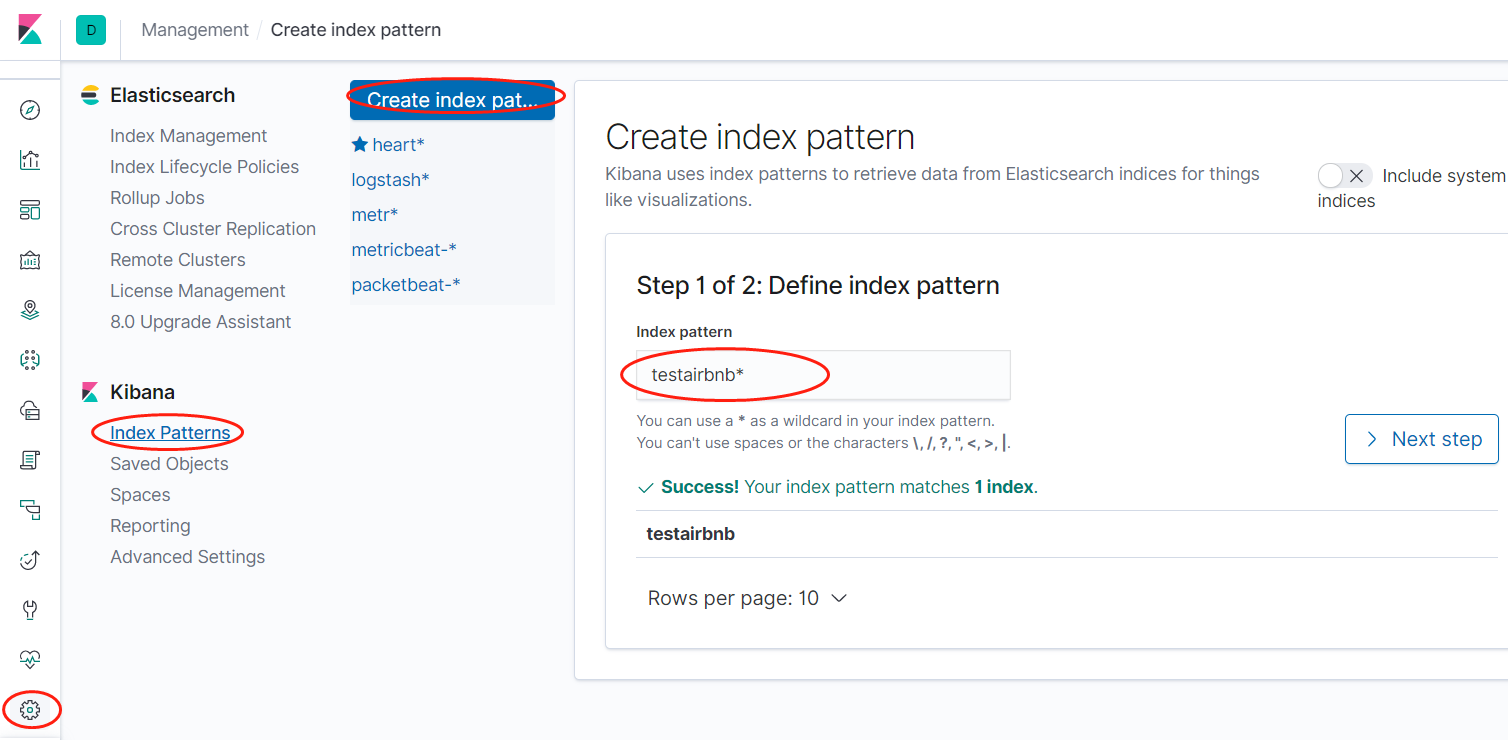 D
Management / Create index pattern
Elasticsearch
Index Management
Index Lifecycle Policies
Rollup Jobs
Cross Cluster Replication
Remote Clusters
License Management
8.0 Upgrade Assistant
Kibana
Index Patterns
Saved Objects
Spaces
Reporting
Advanced Settings
Create index pat...
heart*
logstash*
metr*
metricbeat-*
packetbeat-*
Create index pattern
Kibana uses index patterns to retrieve data from Elasticsearch indices for things
like visualizations.
Include system
indices
Step 1 of 2: Define index pattern
Index pattern
testairbnb*
You can use a * as a wildcard in your index pattern.
You can't use spaces or the characters \, /, ?, ", <, >, |.
Next step
Success! Your index pattern matches 1 index.
testairbnb
Rows per page: 10